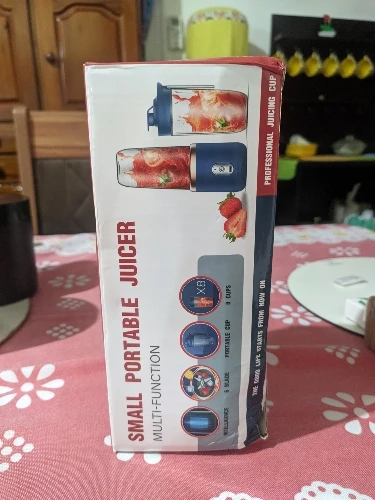 SMALL PORTABLE JUICER
MULTI-FUNCTION
X8
8 CUPS
PORTABLE CUP
6 BLADE
PROFESSIONAL JUICING CUP
THE GOOD LIFE STARTS FROM NOW ON